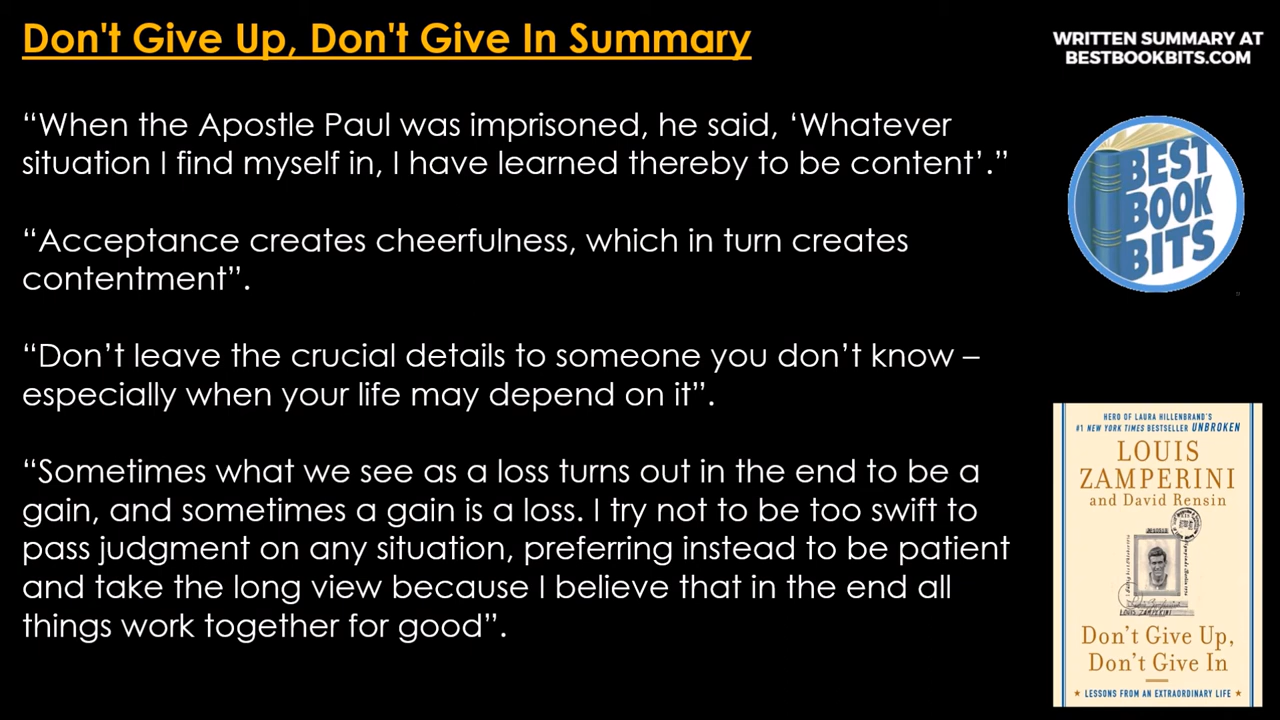 Don't Give Up, Don't Give In Summary
WRITTEN SUMMARY AT
BESTBOOKBITS.COM
“When the Apostle Paul was imprisoned, he said, ‘Whatever
situation I find myself in, I have learned thereby to be content’.”
“Acceptance creates cheerfulness, which in turn creates
contentment”.
“Don’t leave the crucial details to someone you don’t know –
especially when your life may depend on it”.
“Sometimes what we see as a loss turns out in the end to be a
gain, and sometimes a gain is a loss. I try not to be too swift to
pass judgment on any situation, preferring instead to be patient
and take the long view because I believe that in the end all
things work together for good”.
BEST
BOOK
BITS
HERO OF LAURA HILLENBRAND'S
#1 NEW YORK TIMES BESTSELLER UNBROKEN
LOUIS
ZAMPERINI
and David Rensin
LOUIS ZAMPERINI
Don't Give Up,
Don't Give In
LESSONS FROM AN EXTRAORDINARY LIFE